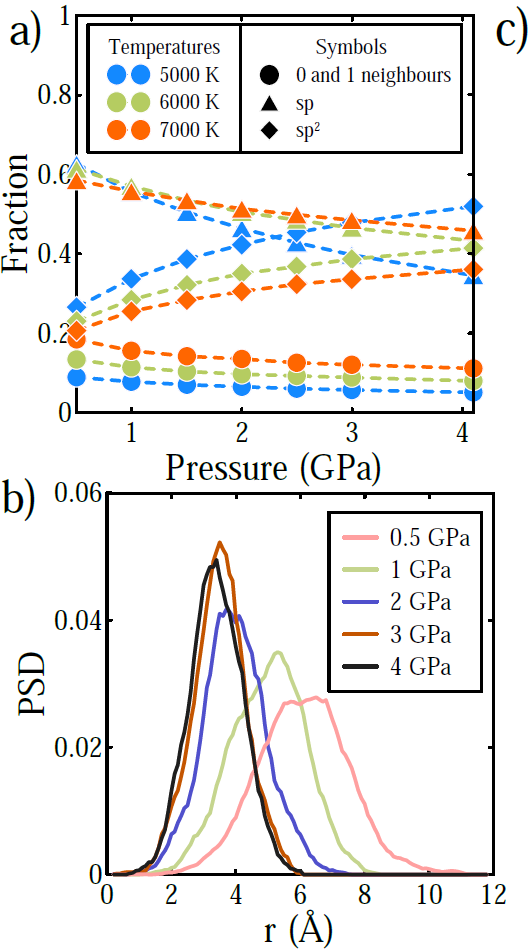 a)
c)
1
0.8
0.6
0.4
0.2
0
Fraction
Temperatures
5000 K
6000 K
7000 K
Symbols
0 and 1 neighbours
sp
sp²
1 2 3 4
Pressure (GPa)
b)
0.06
0.04
0.02
0
PSD
0.5 GPa
1 GPa
2 GPa
3 GPa
4 GPa
0 2 4 6 8 10 12
r (Å)